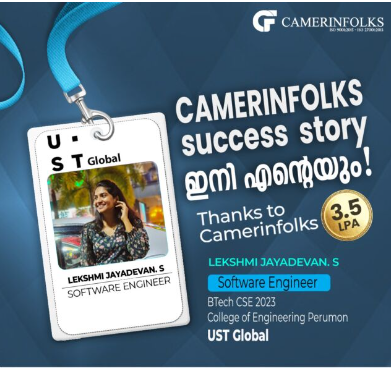 CAMERINFOLKS
ISO 9001:2015 - ISO 27001:2013
U .
S T Global
LEKSHMI JAYADEVAN. S
SOFTWARE ENGINEER
CAMERINFOLKS
success story
ഇനി എന്റെയും!
Thanks to
Camerinfolks
3.5
LPA
LEKSHMI JAYADEVAN. S
Software Engineer
BTech CSE 2023
College of Engineering Perumon
UST Global